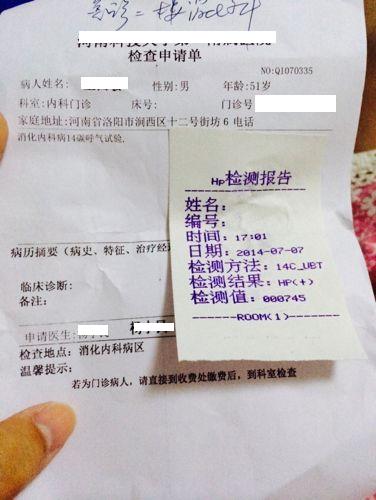 检查申请单
NO:QI070335
病人姓名: 性别:男 年龄:51岁
科室:内科门诊 床号: 门诊号
家庭地址:河南省洛阳市涧西区十二号街坊6 电话
消化内科病14碳呼气试验.
Hp检测报告
姓名:
编号:
时间: 17:01
日期: 2014-07-07
检测方法: 14C_UBT
检测结果: HP(+)
检测值: 000745
------ROOM(1)------
病历摘要(病史、特征、治疗经
临床诊断:
备注:
申请医生:
检查地点: 消化内科病区
温馨提示:
若为门诊病人, 请直接到收费处缴费后, 到科室检查